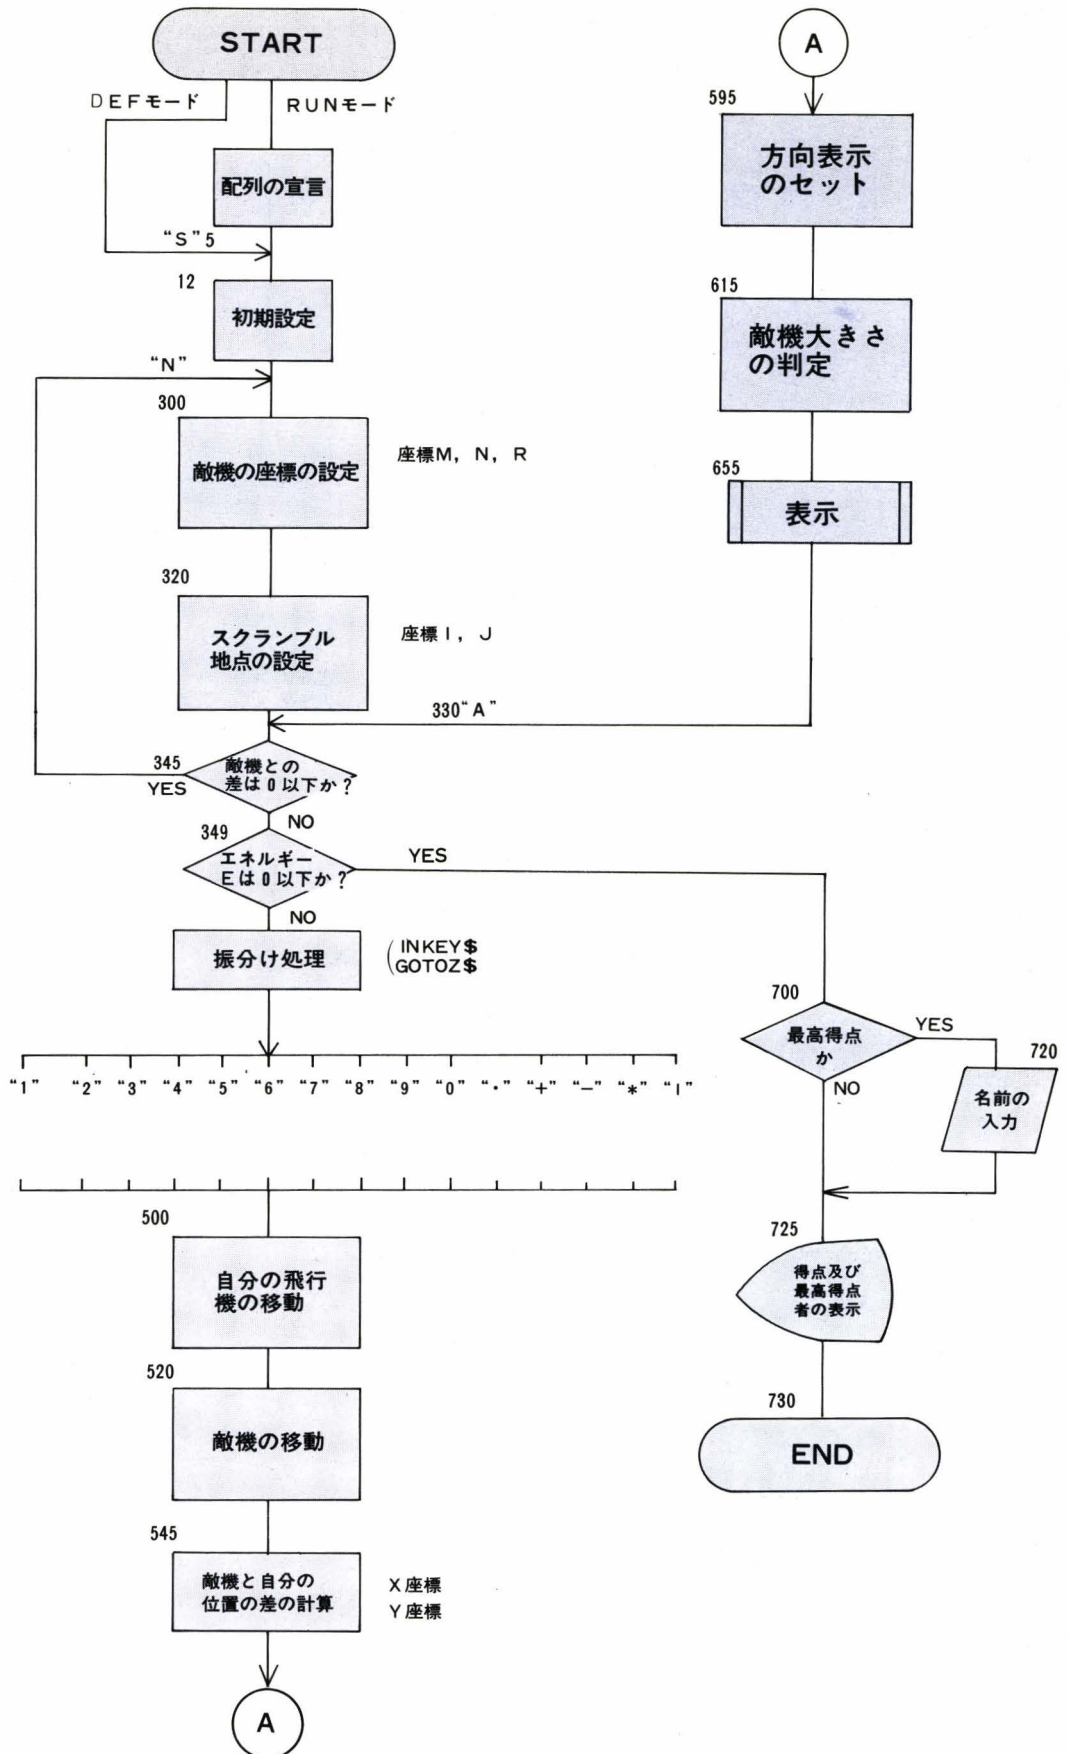 START
DEFモード
RUNモード
配列の宣言
“S”5
12
初期設定
“N”
300
敵機の座標の設定
座標M, N, R
320
スクランブル
地点の設定
座標I, J
330“A”
345
敵機との
差は0以下か?
YES
NO
349
エネルギー
Eは0以下か?
YES
NO
振分け処理
INKEY$
GOTOZ$
“1” “2” “3” “4” “5” “6” “7” “8” “9” “0” “・” “+” “−” “*” “I”
500
自分の飛行
機の移動
520
敵機の移動
545
敵機と自分の
位置の差の計算
X座標
Y座標
A
A
595
方向表示
のセット
615
敵機大きさ
の判定
655
表示
700
最高得点
か
YES
NO
720
名前の
入力
725
得点及び
最高得点
者の表示
730
END